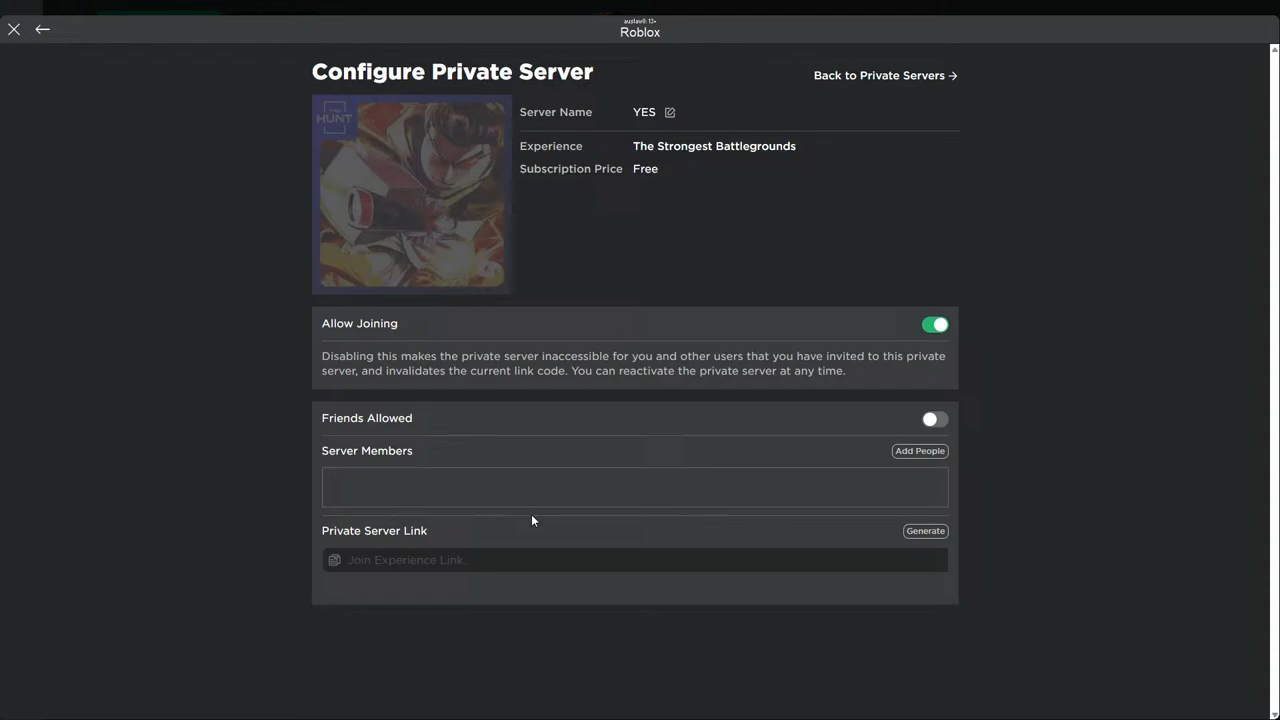 auzlaw8: 13+
Roblox
Configure Private Server
Back to Private Servers →
THE
HUNT
Server Name YES
Experience The Strongest Battlegrounds
Subscription Price Free
Allow Joining
Disabling this makes the private server inaccessible for you and other users that you have invited to this private
server, and invalidates the current link code. You can reactivate the private server at any time.
Friends Allowed
Server Members Add People
Private Server Link Generate
Join Experience Link.